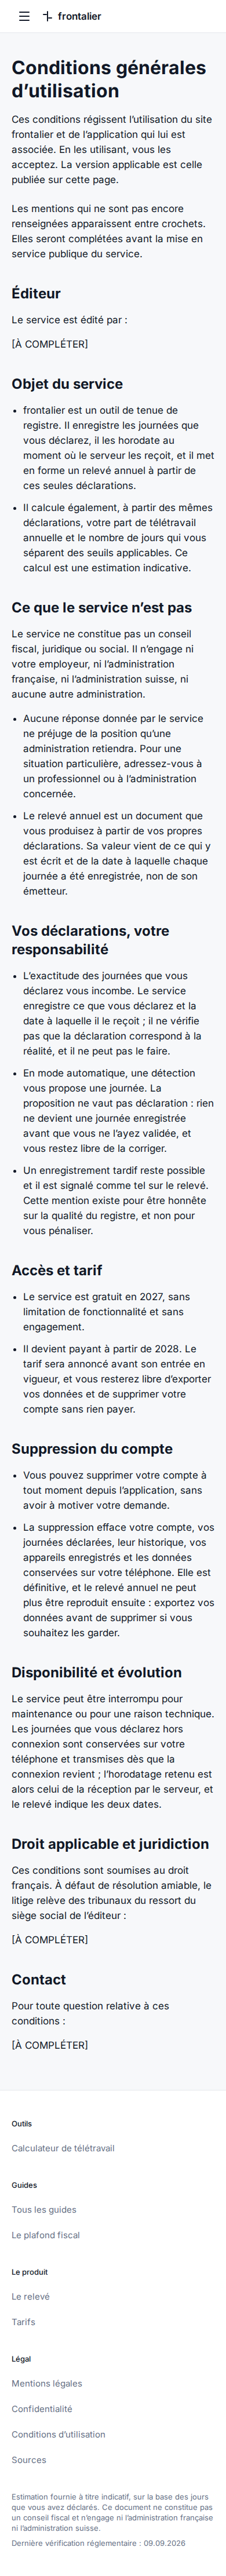 frontalier
Conditions générales
d’utilisation
Ces conditions régissent l’utilisation du site
frontalier et de l’application qui lui est
associée. En les utilisant, vous les
acceptez. La version applicable est celle
publiée sur cette page.
Les mentions qui ne sont pas encore
renseignées apparaissent entre crochets.
Elles seront complétées avant la mise en
service publique du service.
Éditeur
Le service est édité par :
[À COMPLÉTER]
Objet du service
• frontalier est un outil de tenue de
registre. Il enregistre les journées que
vous déclarez, il les horodate au
moment où le serveur les reçoit, et il met
en forme un relevé annuel à partir de
ces seules déclarations.
• Il calcule également, à partir des mêmes
déclarations, votre part de télétravail
annuelle et le nombre de jours qui vous
séparent des seuils applicables. Ce
calcul est une estimation indicative.
Ce que le service n’est pas
Le service ne constitue pas un conseil
fiscal, juridique ou social. Il n’engage ni
votre employeur, ni l’administration
française, ni l’administration suisse, ni
aucune autre administration.
• Aucune réponse donnée par le service
ne préjuge de la position qu’une
administration retiendra. Pour une
situation particulière, adressez-vous à
un professionnel ou à l’administration
concernée.
• Le relevé annuel est un document que
vous produisez à partir de vos propres
déclarations. Sa valeur vient de ce qui y
est écrit et de la date à laquelle chaque
journée a été enregistrée, non de son
émetteur.
Vos déclarations, votre
responsabilité
• L’exactitude des journées que vous
déclarez vous incombe. Le service
enregistre ce que vous déclarez et la
date à laquelle il le reçoit ; il ne vérifie
pas que la déclaration correspond à la
réalité, et il ne peut pas le faire.
• En mode automatique, une détection
vous propose une journée. La
proposition ne vaut pas déclaration : rien
ne devient une journée enregistrée
avant que vous ne l’ayez validée, et
vous restez libre de la corriger.
• Un enregistrement tardif reste possible
et il est signalé comme tel sur le relevé.
Cette mention existe pour être honnête
sur la qualité du registre, et non pour
vous pénaliser.
Accès et tarif
• Le service est gratuit en 2027, sans
limitation de fonctionnalité et sans
engagement.
• Il devient payant à partir de 2028. Le
tarif sera annoncé avant son entrée en
vigueur, et vous resterez libre d’exporter
vos données et de supprimer votre
compte sans rien payer.
Suppression du compte
• Vous pouvez supprimer votre compte à
tout moment depuis l’application, sans
avoir à motiver votre demande.
• La suppression efface votre compte, vos
journées déclarées, leur historique, vos
appareils enregistrés et les données
conservées sur votre téléphone. Elle est
définitive, et le relevé annuel ne peut
plus être reproduit ensuite : exportez vos
données avant de supprimer si vous
souhaitez les garder.
Disponibilité et évolution
Le service peut être interrompu pour
maintenance ou pour une raison technique.
Les journées que vous déclarez hors
connexion sont conservées sur votre
téléphone et transmises dès que la
connexion revient ; l’horodatage retenu est
alors celui de la réception par le serveur, et
le relevé indique les deux dates.
Droit applicable et juridiction
Ces conditions sont soumises au droit
français. À défaut de résolution amiable, le
litige relève des tribunaux du ressort du
siège social de l’éditeur :
[À COMPLÉTER]
Contact
Pour toute question relative à ces
conditions :
[À COMPLÉTER]
Outils
Calculateur de télétravail
Guides
Tous les guides
Le plafond fiscal
Le produit
Le relevé
Tarifs
Légal
Mentions légales
Confidentialité
Conditions d’utilisation
Sources
Estimation fournie à titre indicatif, sur la base des jours
que vous avez déclarés. Ce document ne constitue pas
un conseil fiscal et n’engage ni l’administration française
ni l’administration suisse.
Dernière vérification réglementaire : 09.09.2026